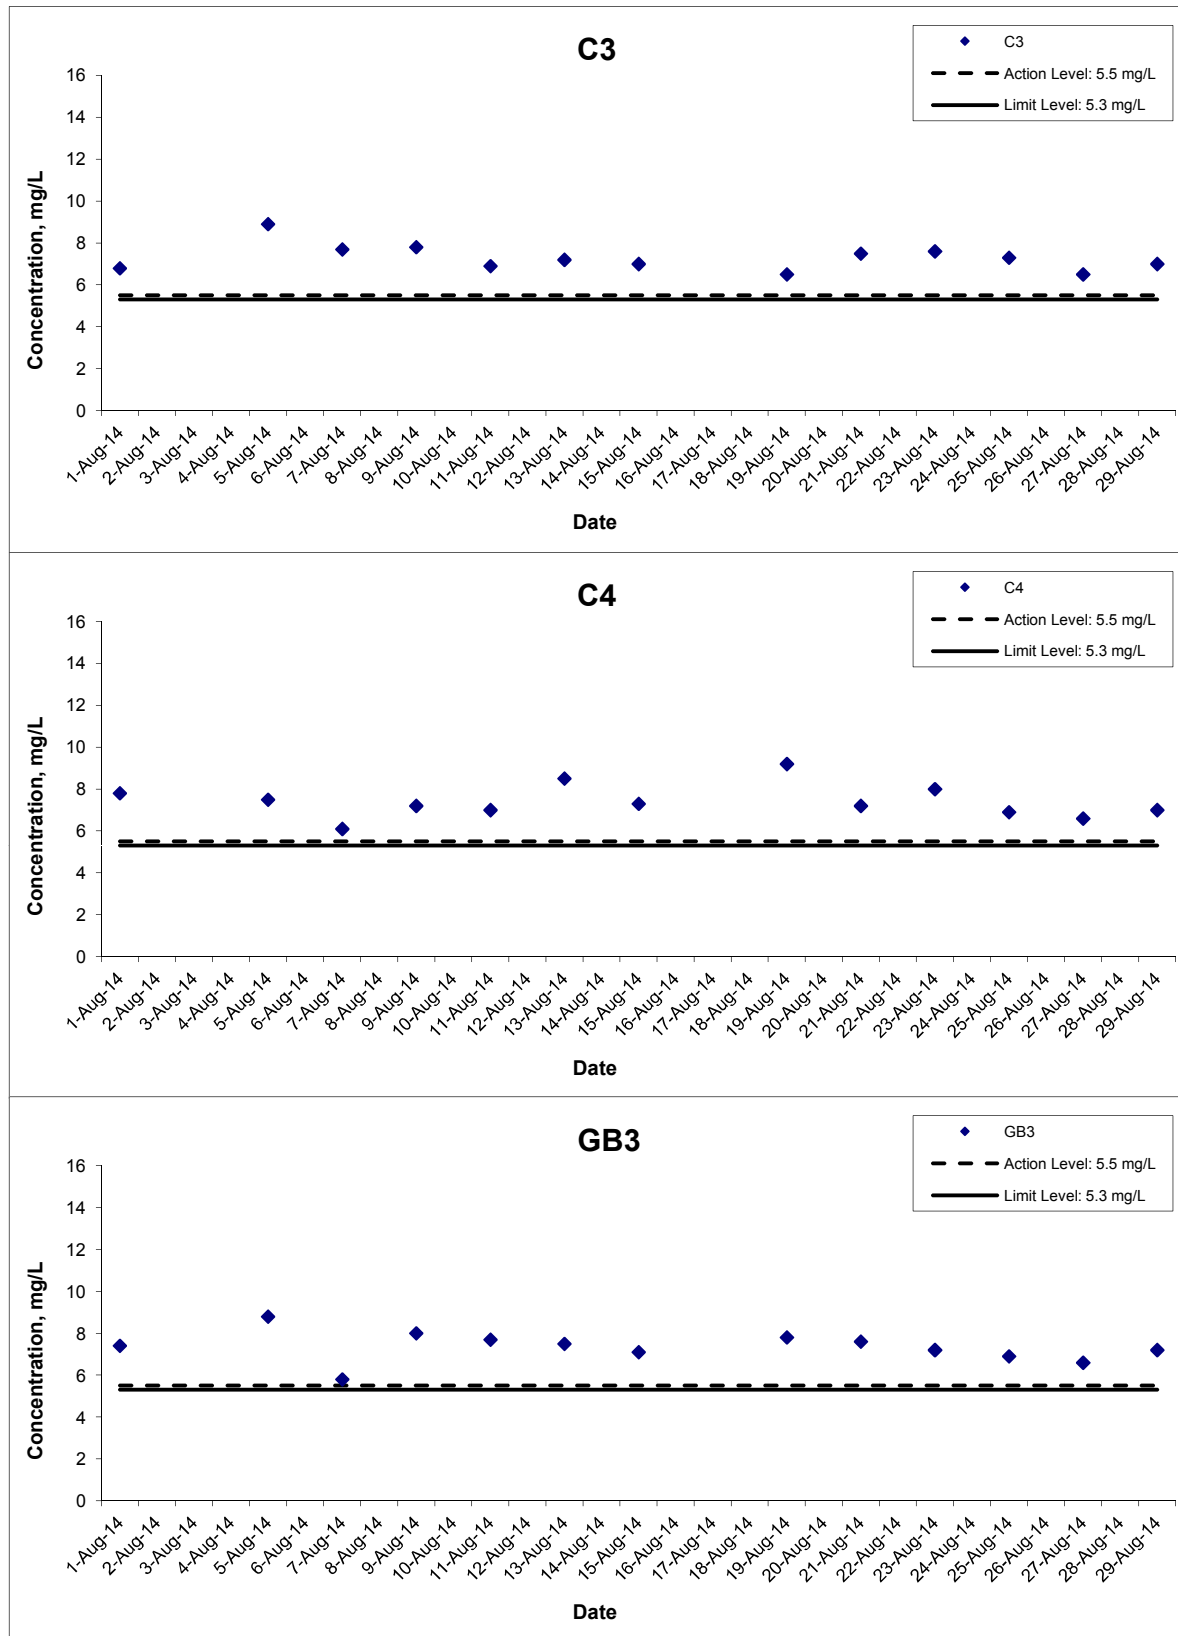 C3
C3
Action Level: 5.5 mg/L
Limit Level: 5.3 mg/L
Concentration, mg/L
16
14
12
10
8
6
4
2
0
1-Aug-14
2-Aug-14
3-Aug-14
4-Aug-14
5-Aug-14
6-Aug-14
7-Aug-14
8-Aug-14
9-Aug-14
10-Aug-14
11-Aug-14
12-Aug-14
13-Aug-14
14-Aug-14
15-Aug-14
16-Aug-14
17-Aug-14
18-Aug-14
19-Aug-14
20-Aug-14
21-Aug-14
22-Aug-14
23-Aug-14
24-Aug-14
25-Aug-14
26-Aug-14
27-Aug-14
28-Aug-14
29-Aug-14
Date
C4
C4
Action Level: 5.5 mg/L
Limit Level: 5.3 mg/L
Concentration, mg/L
16
14
12
10
8
6
4
2
0
1-Aug-14
2-Aug-14
3-Aug-14
4-Aug-14
5-Aug-14
6-Aug-14
7-Aug-14
8-Aug-14
9-Aug-14
10-Aug-14
11-Aug-14
12-Aug-14
13-Aug-14
14-Aug-14
15-Aug-14
16-Aug-14
17-Aug-14
18-Aug-14
19-Aug-14
20-Aug-14
21-Aug-14
22-Aug-14
23-Aug-14
24-Aug-14
25-Aug-14
26-Aug-14
27-Aug-14
28-Aug-14
29-Aug-14
Date
GB3
GB3
Action Level: 5.5 mg/L
Limit Level: 5.3 mg/L
Concentration, mg/L
16
14
12
10
8
6
4
2
0
1-Aug-14
2-Aug-14
3-Aug-14
4-Aug-14
5-Aug-14
6-Aug-14
7-Aug-14
8-Aug-14
9-Aug-14
10-Aug-14
11-Aug-14
12-Aug-14
13-Aug-14
14-Aug-14
15-Aug-14
16-Aug-14
17-Aug-14
18-Aug-14
19-Aug-14
20-Aug-14
21-Aug-14
22-Aug-14
23-Aug-14
24-Aug-14
25-Aug-14
26-Aug-14
27-Aug-14
28-Aug-14
29-Aug-14
Date